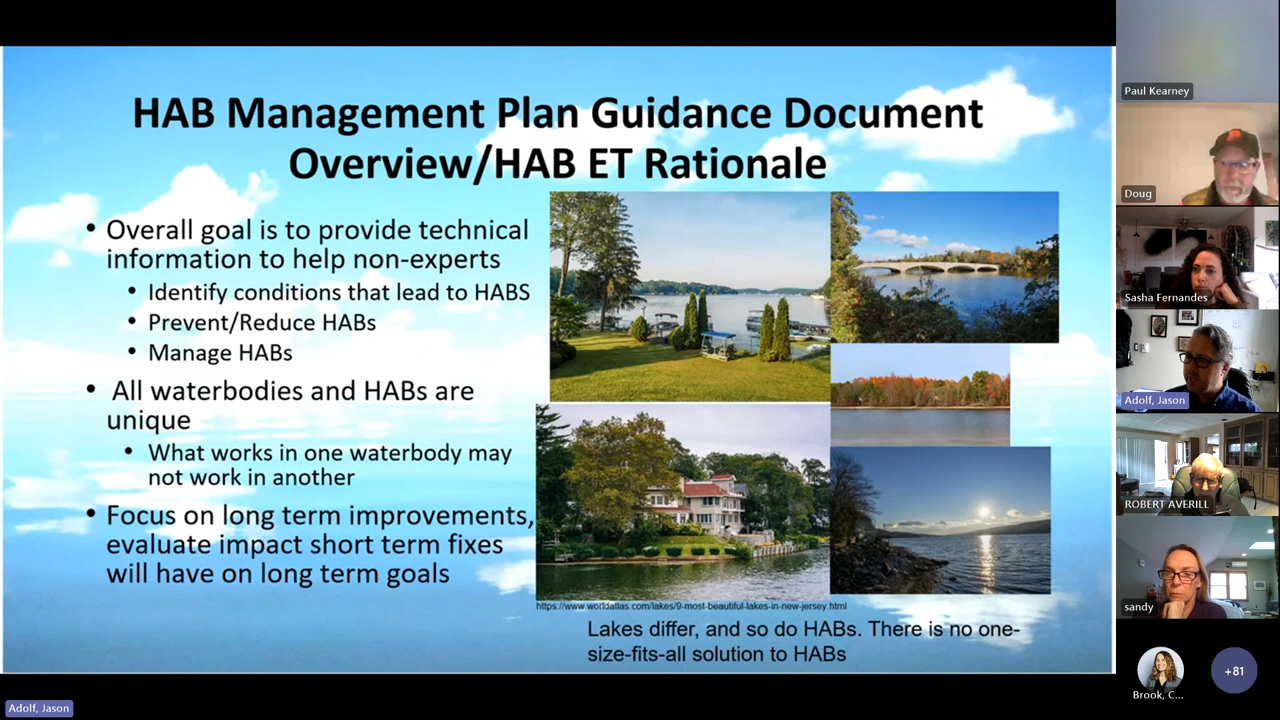 HAB Management Plan Guidance Document
Overview/HAB ET Rationale
• Overall goal is to provide technical
information to help non-experts
• Identify conditions that lead to HABS
• Prevent/Reduce HABs
• Manage HABs
• All waterbodies and HABs are
unique
• What works in one waterbody may
not work in another
• Focus on long term improvements,
evaluate impact short term fixes
will have on long term goals
https://www.worldatlas.com/lakes/9-most-beautiful-lakes-in-new-jersey.html
Lakes differ, and so do HABs. There is no one-
size-fits-all solution to HABs
Adolf, Jason
Paul Kearney
Doug
Sasha Fernandes
Adolf, Jason
ROBERT AVERILL
sandy
Brook, C...
+81